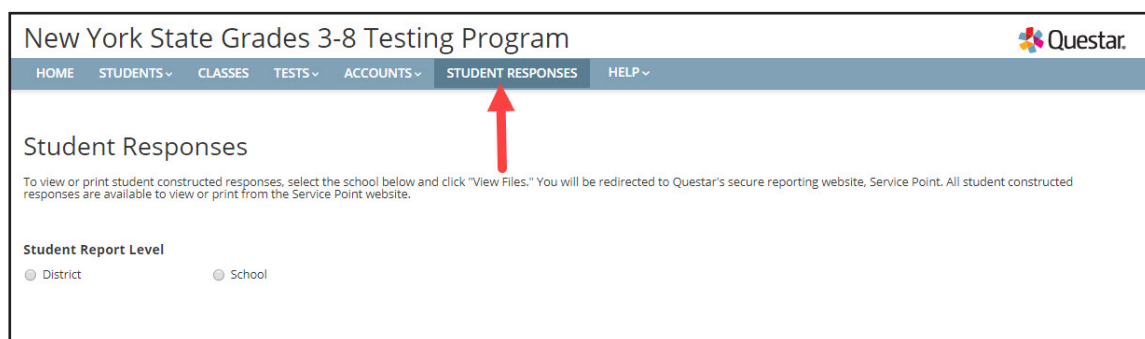 New York State Grades 3-8 Testing Program
Questar.
HOME STUDENTS CLASSES TESTS ACCOUNTS STUDENT RESPONSES HELP
Student Responses
To view or print student constructed responses, select the school below and click "View Files." You will be redirected to Questar's secure reporting website, Service Point. All student constructed
responses are available to view or print from the Service Point website.
Student Report Level
District School